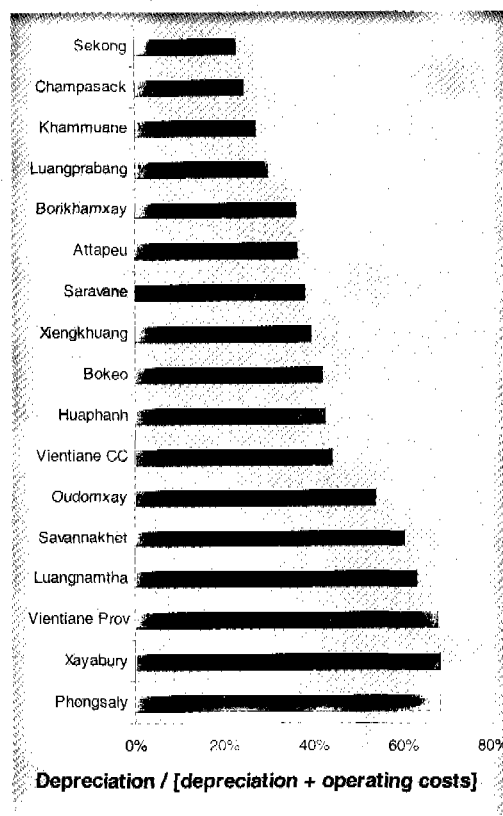 Sekong
Champasack
Khammuane
Luangprabang
Borikhamxay
Attapeu
Saravane
Xiengkhuang
Bokeo
Huaphanh
Vientiane CC
Oudomxay
Savannakhet
Luangnamtha
Vientiane Prov
Xayabury
Phongsaly
0% 20% 40% 60% 80%
Depreciation / [depreciation + operating costs]